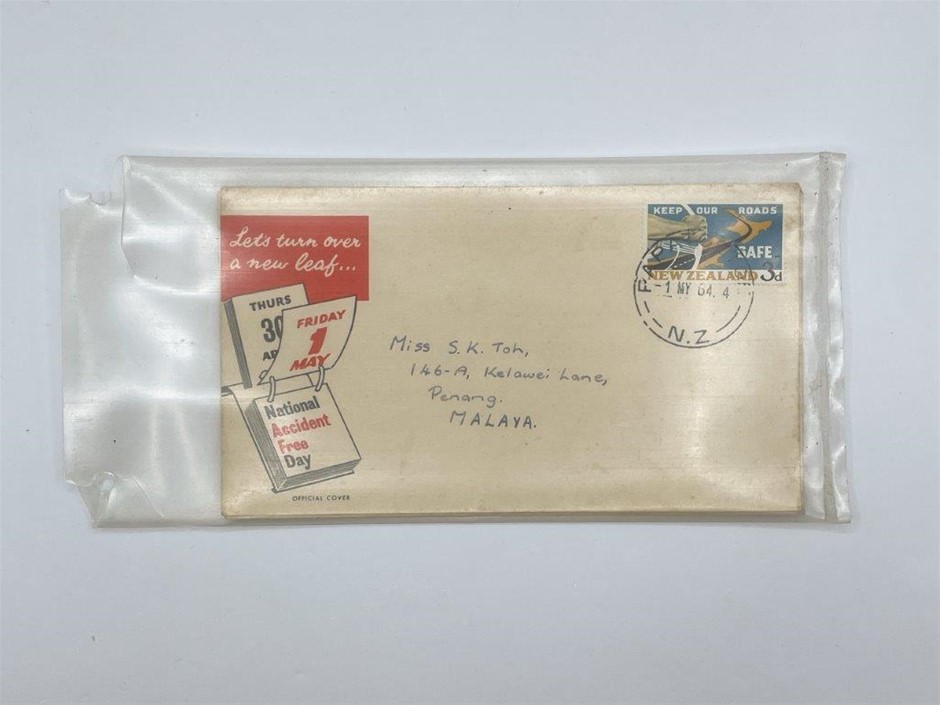 Let's turn over
a new leaf...
THURS
30
FRIDAY
1
MAY
National
Accident
Free
Day
OFFICIAL COVER
Miss S. K. Toh,
146-A, Kelawei Lane,
Penang.
MALAYA.
KEEP OUR ROADS
SAFE
NEW ZEALAND 3d
-1 MY 64. 4
N.Z